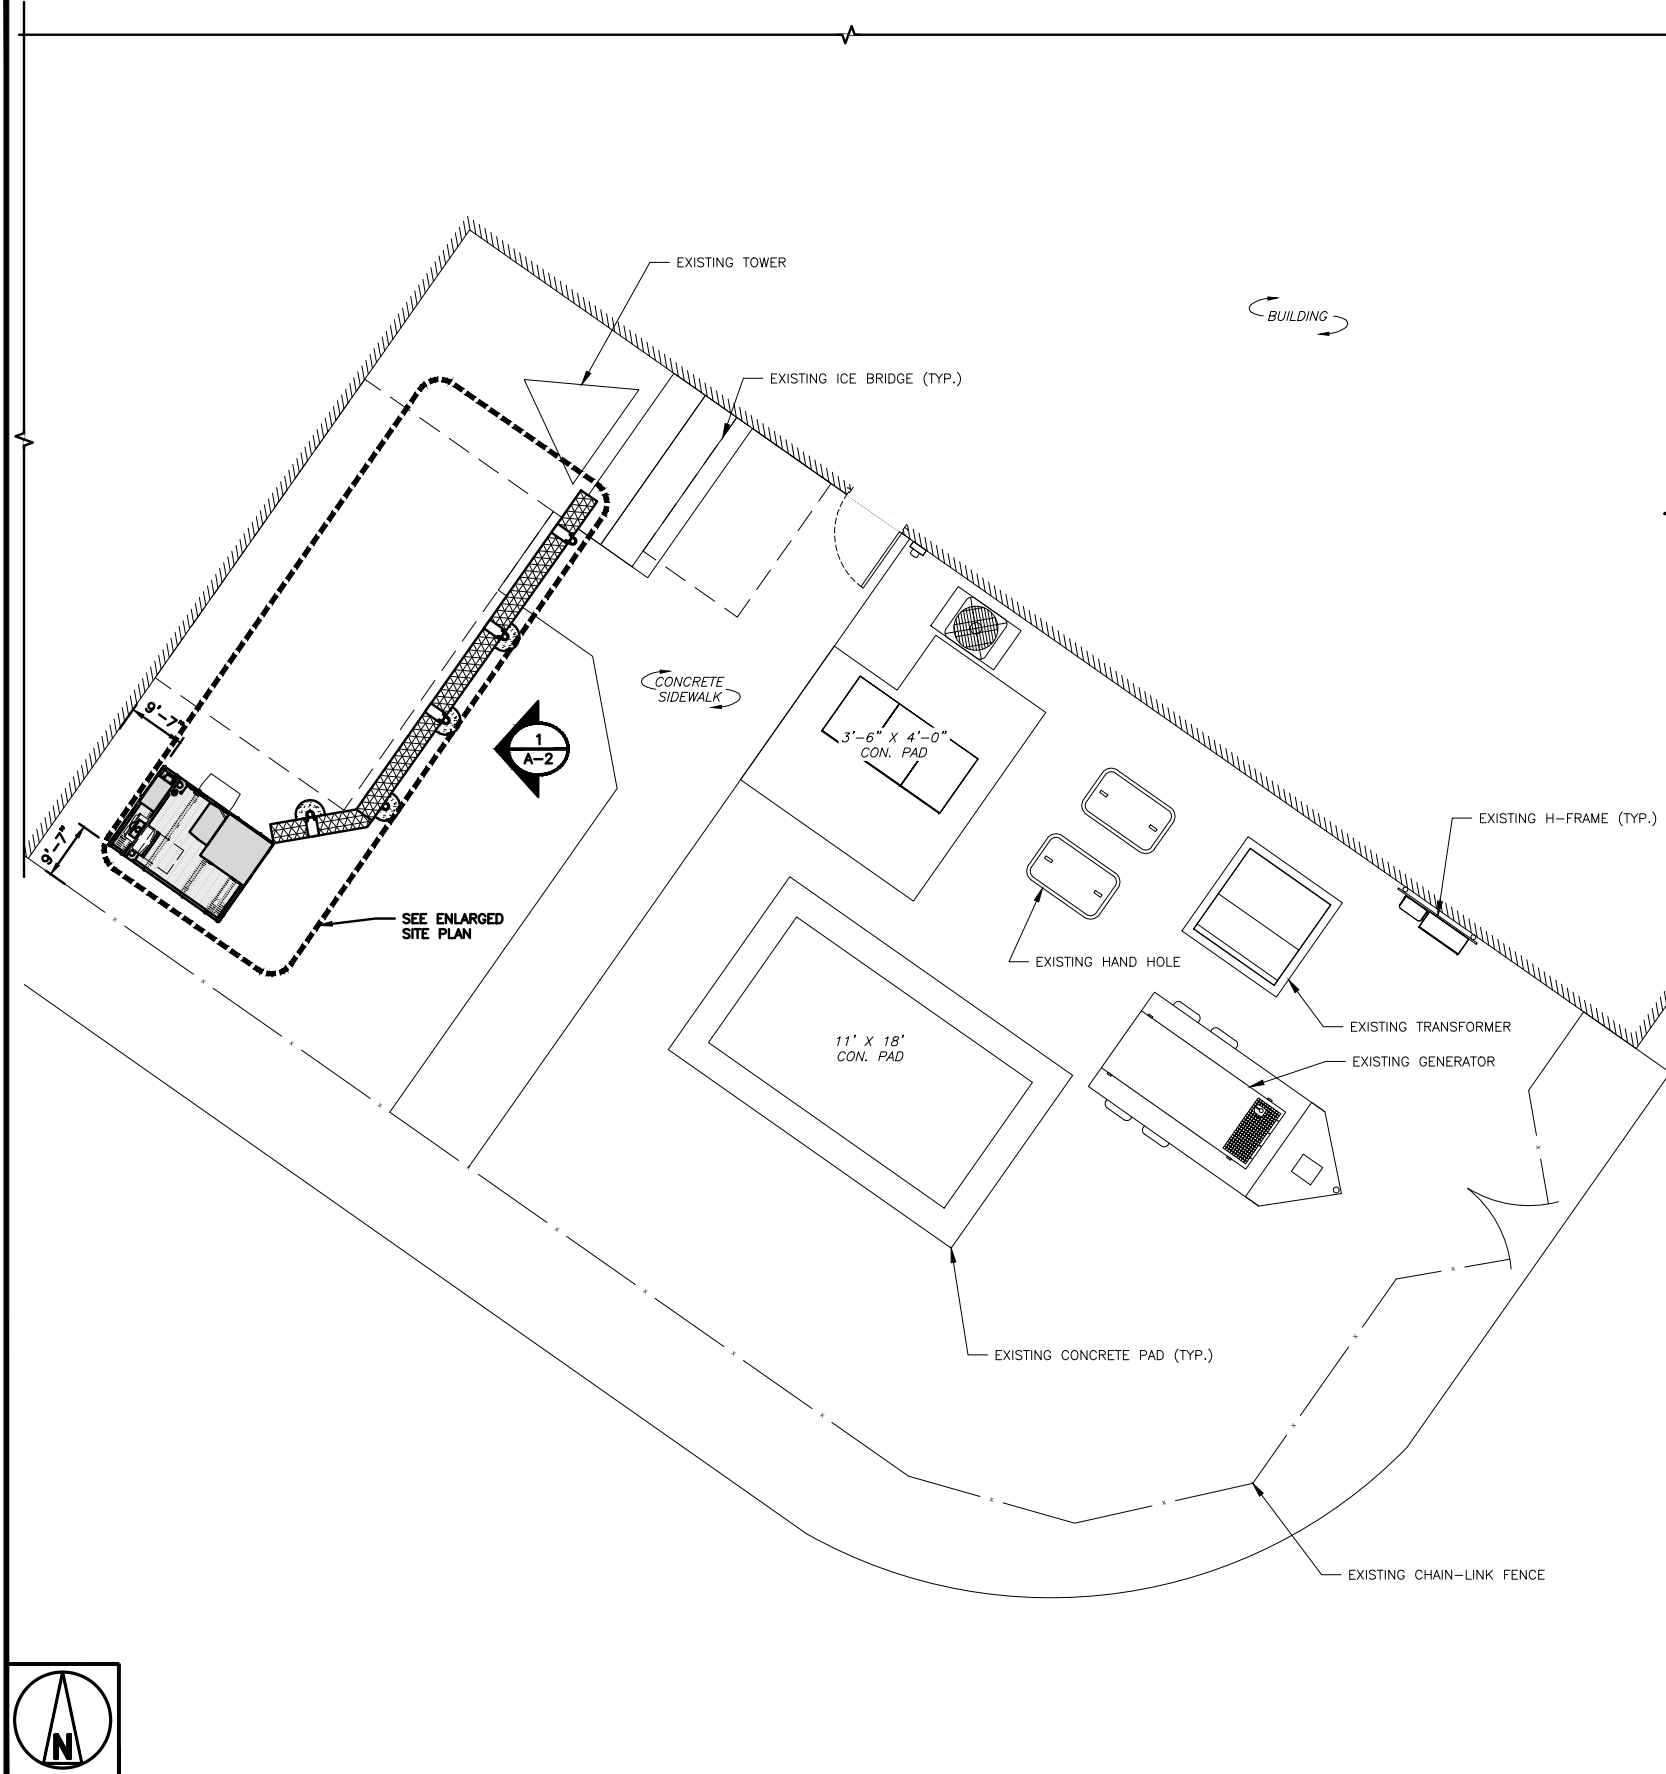 EXISTING TOWER
BUILDING
EXISTING ICE BRIDGE (TYP.)
CONCRETE
SIDEWALK
9'-7"
1
A-2
3'-6" X 4'-0"
CON. PAD
EXISTING H-FRAME (TYP.)
9'-7"
SEE ENLARGED
SITE PLAN
EXISTING HAND HOLE
EXISTING TRANSFORMER
11' X 18'
CON. PAD
EXISTING GENERATOR
EXISTING CONCRETE PAD (TYP.)
EXISTING CHAIN-LINK FENCE
N